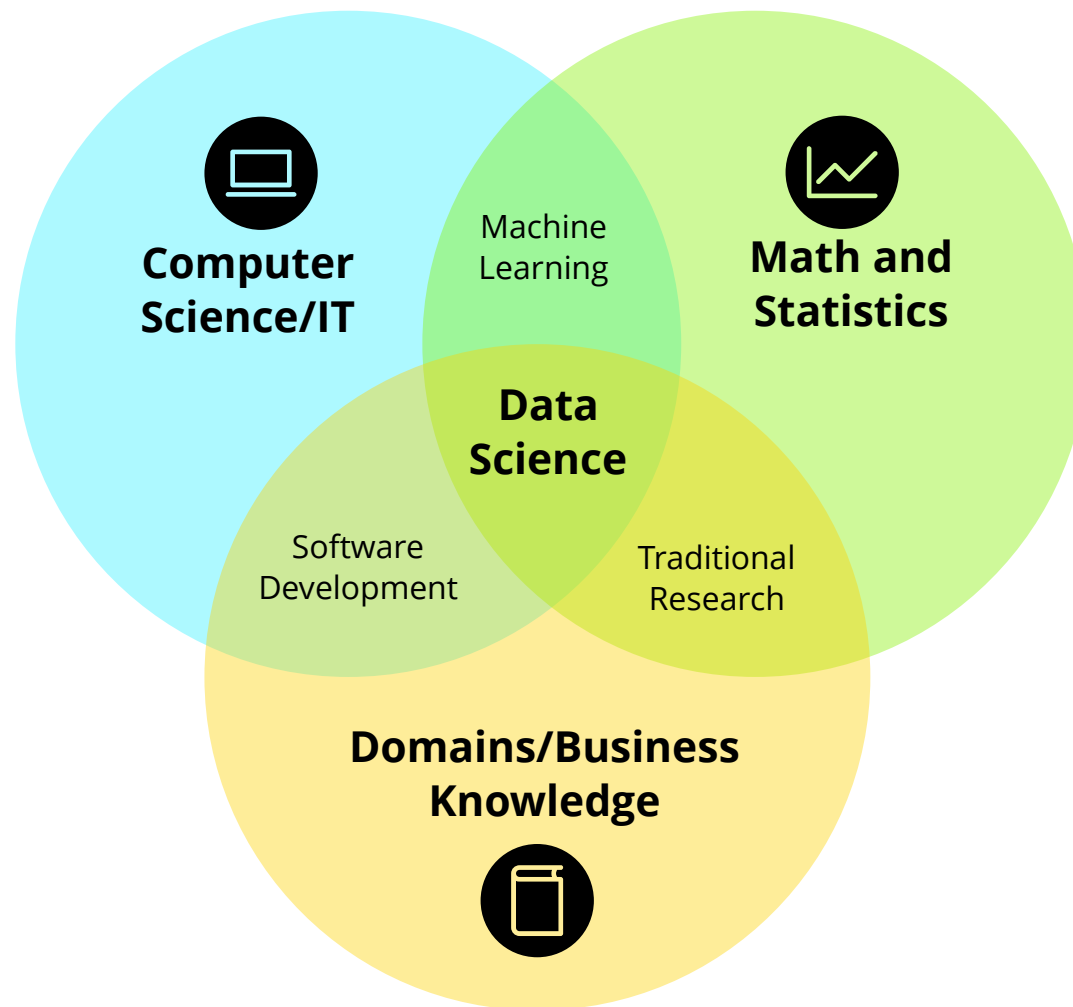 Computer
Science/IT
Machine
Learning
Math and
Statistics
Data
Science
Software
Development
Traditional
Research
Domains/Business
Knowledge